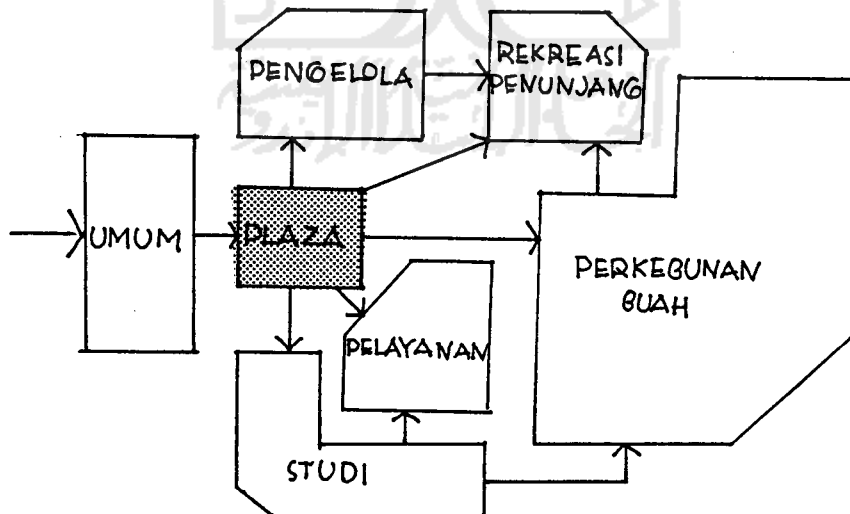 PENGELOLA
REKREASI
PENUNJANG
UMUM
PLAZA
PERKEBUNAN
BUAH
PELAYANAN
STUDI